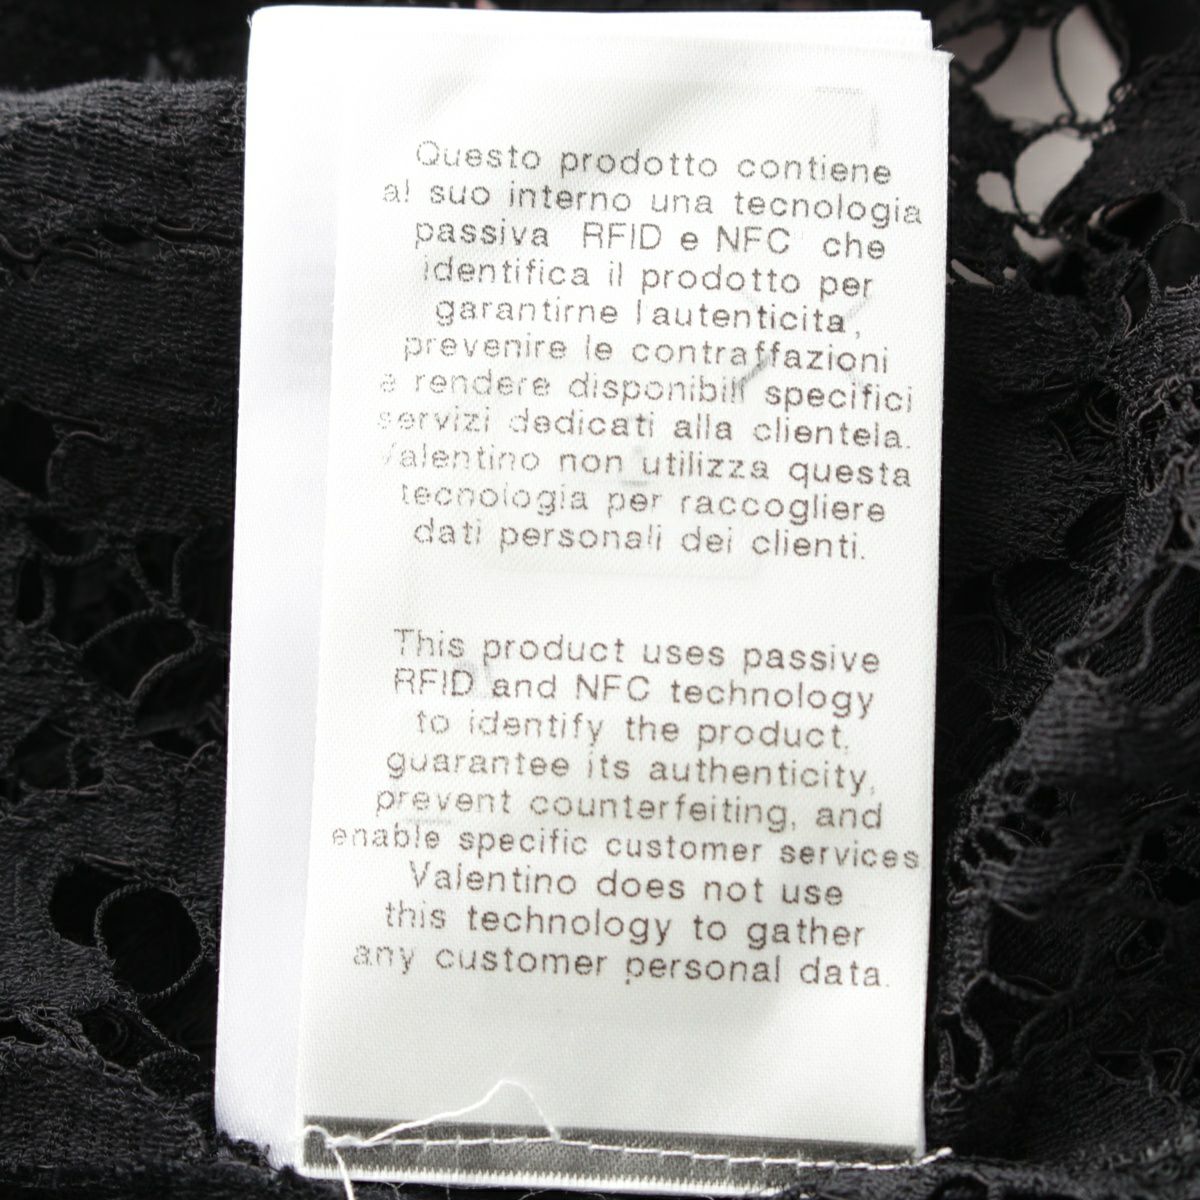 Questo prodotto contiene
al suo interno una tecnologia
passiva RFID e NFC che
identifica il prodotto per
garantirne l'autenticita,
prevenire le contraffazioni
e rendere disponibili specifici
servizi dedicati alla clientela.
Valentino non utilizza questa
tecnologia per raccogliere
dati personali dei clienti.
This product uses passive
RFID and NFC technology
to identify the product,
guarantee its authenticity,
prevent counterfeiting, and
enable specific customer services
Valentino does not use
this technology to gather
any customer personal data.